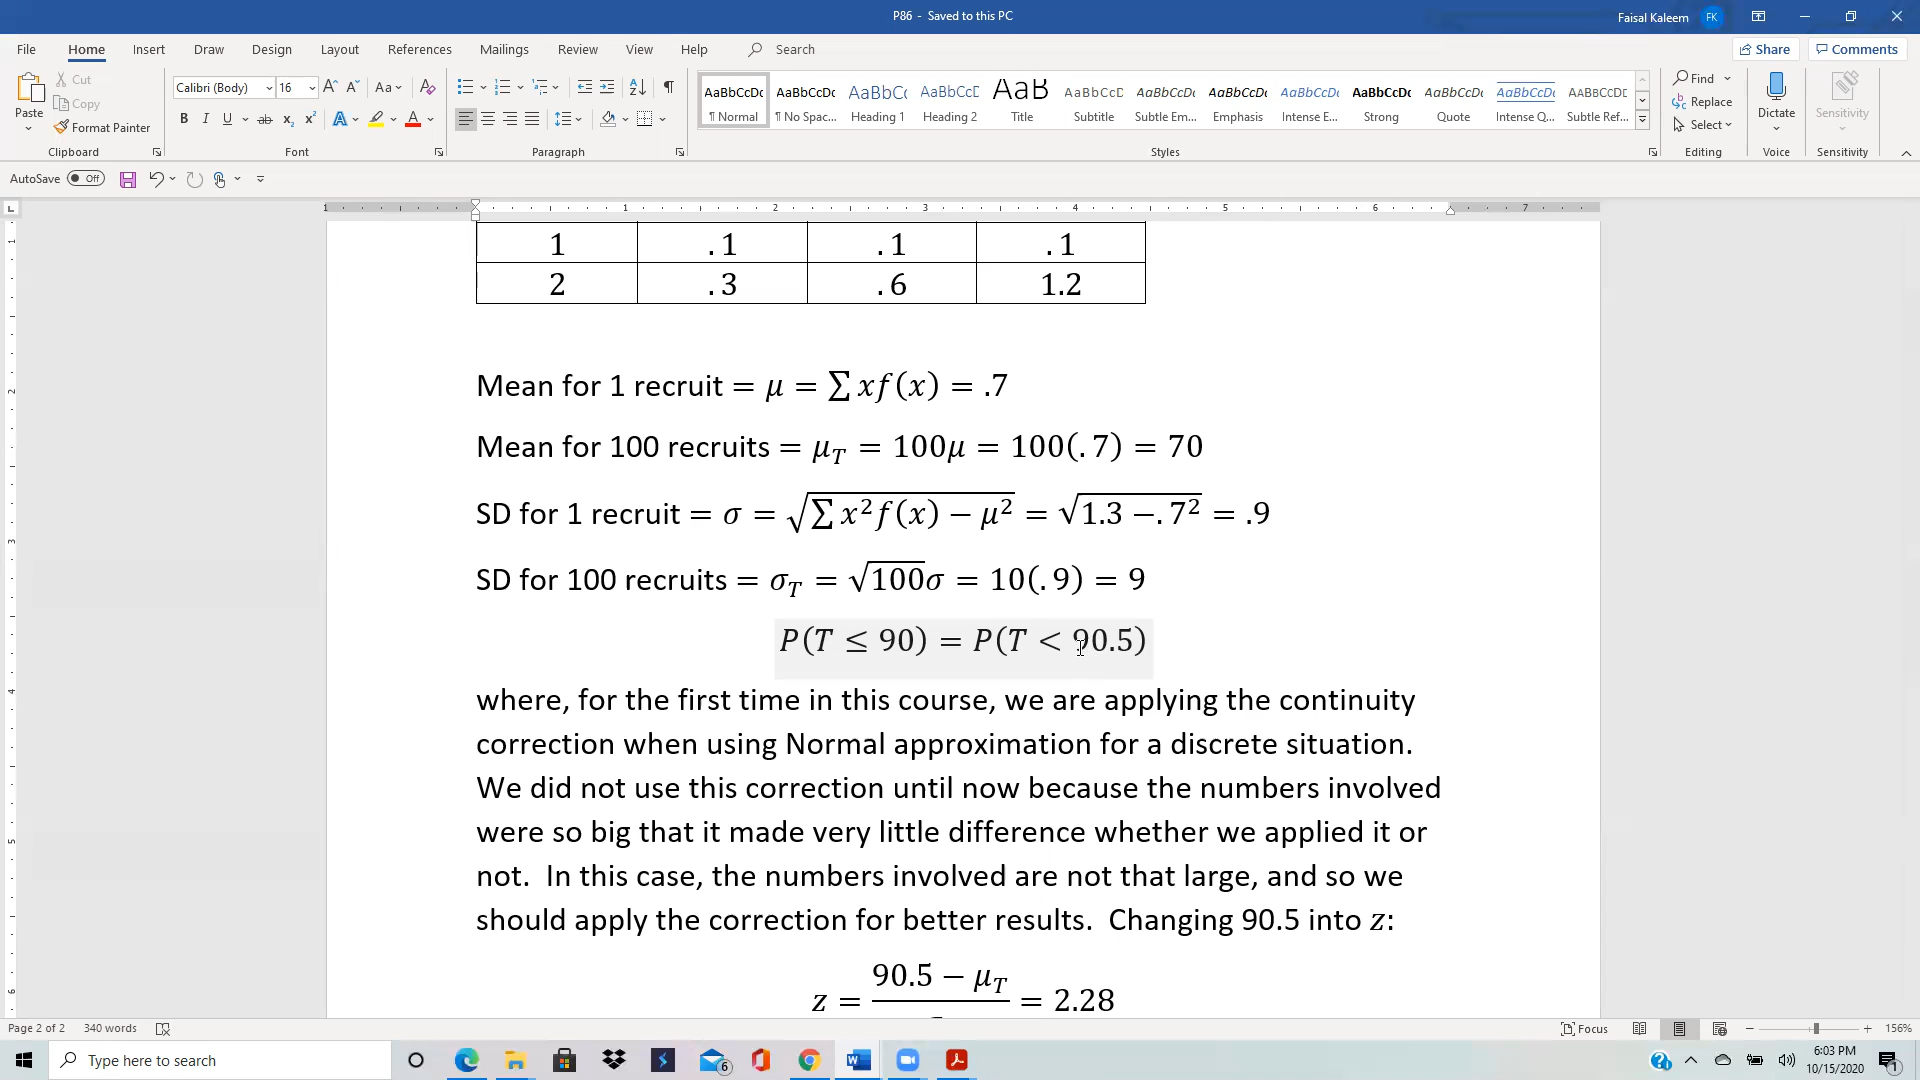 P86 - Saved to this PC
Faisal Kaleem FK
File Home Insert Draw Design Layout References Mailings Review View Help Search
Share Comments
Paste
Cut
Copy
Format Painter
Clipboard
Calibri (Body) 16
Font
Paragraph
AaBbCcDc AaBbCcDc AaBbCc AaBbCcD AaB AaBbCcD AaBbCcDc AaBbCcDc AaBbCcDc AaBbCcDc AaBbCcDc AaBbCcDc AABBCCDE
¶ Normal ¶ No Spac... Heading 1 Heading 2 Title Subtitle Subtle Em... Emphasis Intense E... Strong Quote Intense Q... Subtle Ref...
Styles
Find
Replace
Select
Editing
Dictate
Voice
Sensitivity
Sensitivity
AutoSave Off
1 1 2 3 4 5 6 7
1 .1 .1 .1
2 .3 .6 1.2
Mean for 1 recruit = μ = ∑ xf(x) = .7
Mean for 100 recruits = μ_T = 100μ = 100(.7) = 70
SD for 1 recruit = σ = √(∑ x²f(x) − μ²) = √(1.3 −.7²) = .9
SD for 100 recruits = σ_T = √100σ = 10(.9) = 9
P(T ≤ 90) = P(T < 90.5)
where, for the first time in this course, we are applying the continuity
correction when using Normal approximation for a discrete situation.
We did not use this correction until now because the numbers involved
were so big that it made very little difference whether we applied it or
not. In this case, the numbers involved are not that large, and so we
should apply the correction for better results. Changing 90.5 into z:
90.5 − μ_T
z = = 2.28
Page 2 of 2 340 words
Focus
156%
Type here to search
6
6:03 PM
10/15/2020
1